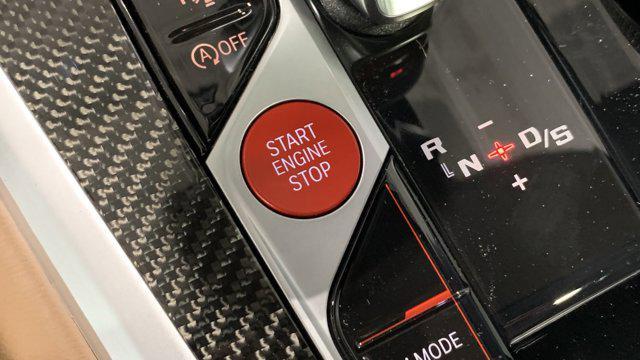 OFF
START
ENGINE
STOP
R
−
N
D/S
+
MODE